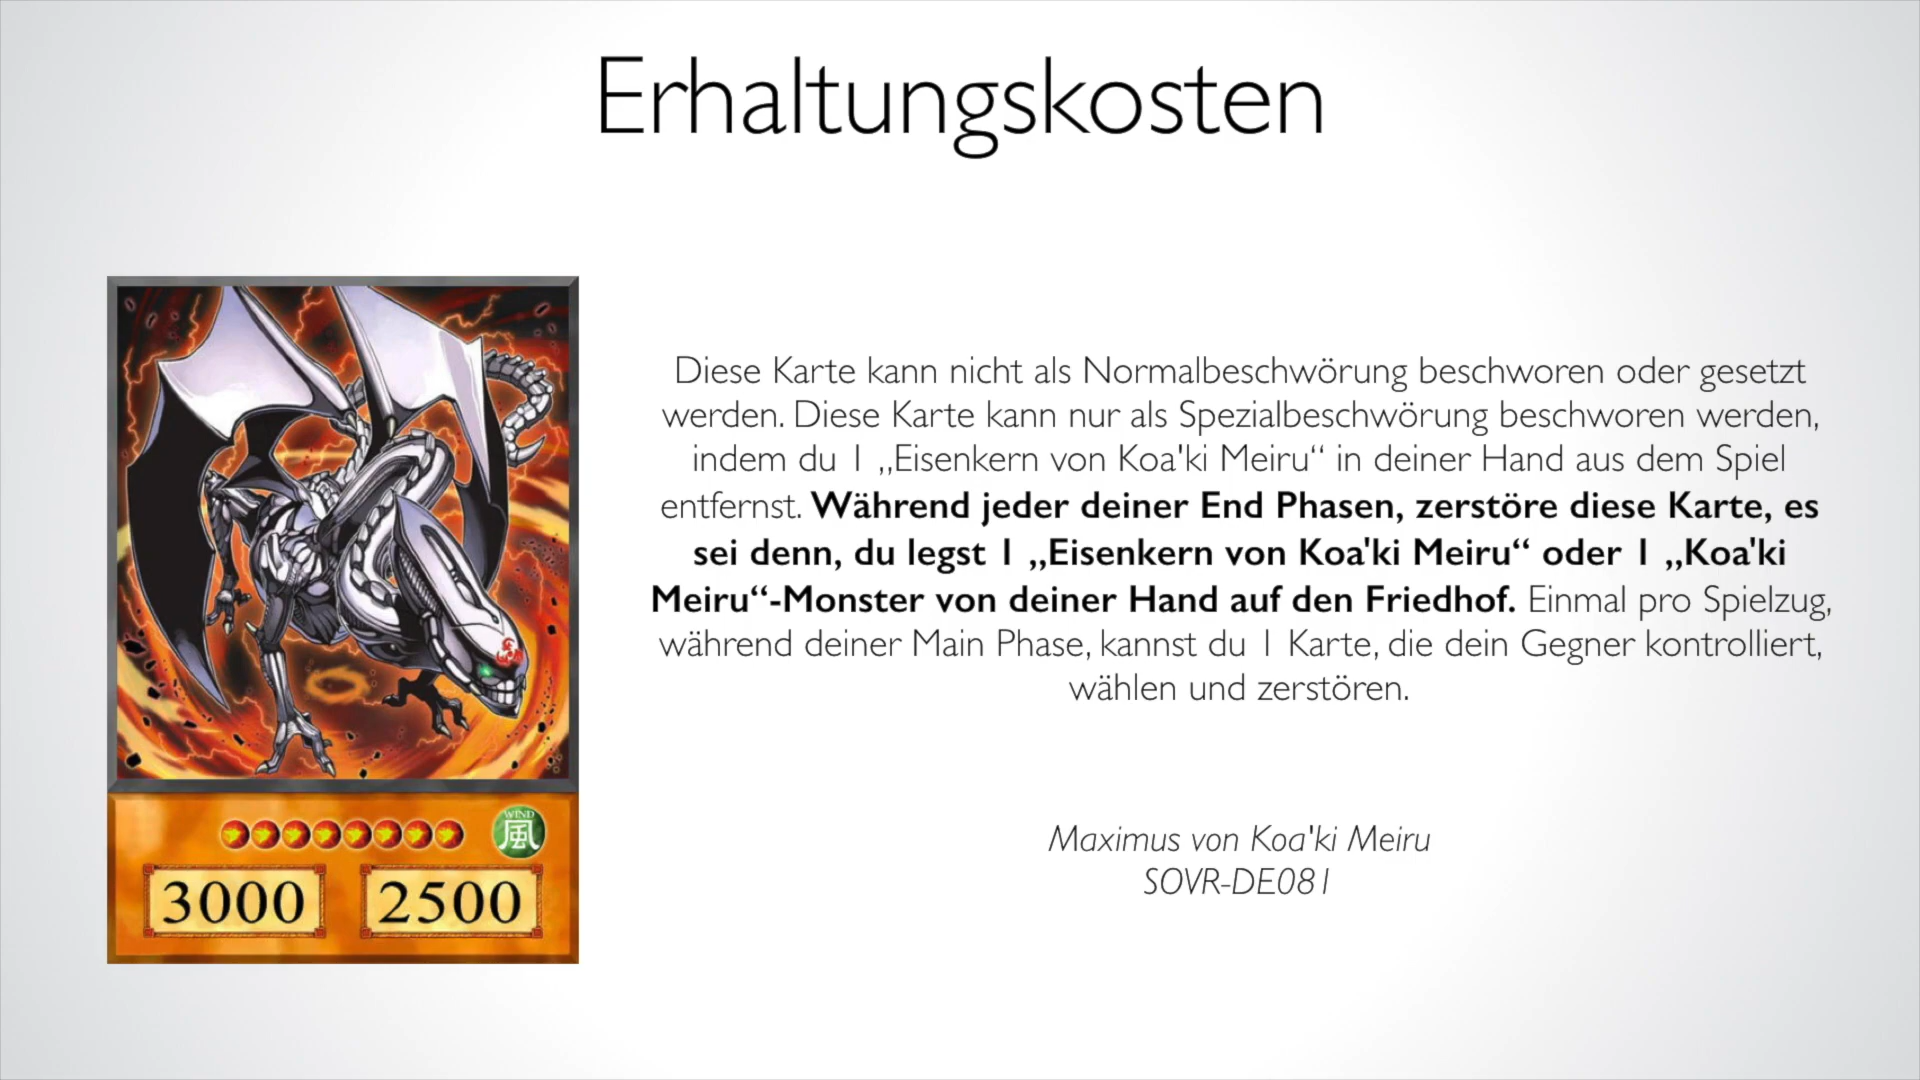 Erhaltungskosten
Diese Karte kann nicht als Normalbeschwörung beschworen oder gesetzt
werden. Diese Karte kann nur als Spezialbeschwörung beschworen werden,
indem du 1 „Eisenkern von Koa'ki Meiru“ in deiner Hand aus dem Spiel
entfernst. Während jeder deiner End Phasen, zerstöre diese Karte, es
sei denn, du legst 1 „Eisenkern von Koa'ki Meiru“ oder 1 „Koa'ki
Meiru“-Monster von deiner Hand auf den Friedhof. Einmal pro Spielzug,
während deiner Main Phase, kannst du 1 Karte, die dein Gegner kontrolliert,
wählen und zerstören.
Maximus von Koa'ki Meiru
SOVR-DE081
WIND
風
3000
2500